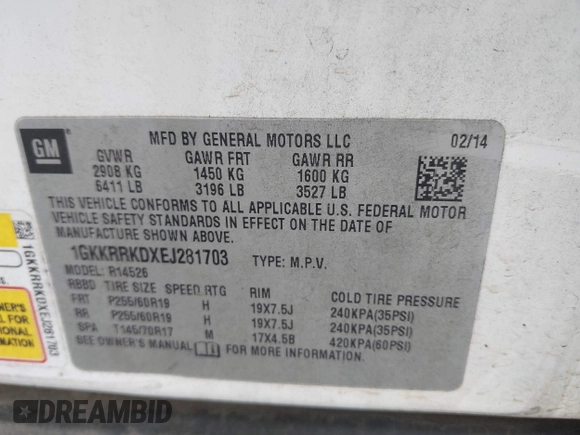 GM
MFD BY GENERAL MOTORS LLC 02/14
GVWR GAWR FRT GAWR RR
2908 KG 1450 KG 1600 KG
6411 LB 3196 LB 3527 LB
THIS VEHICLE CONFORMS TO ALL APPLICABLE U.S. FEDERAL MOTOR
VEHICLE SAFETY STANDARDS IN EFFECT ON THE DATE OF
MANUFACTURE SHOWN ABOVE.
1GKKRRKDXEJ281703 TYPE: M.P.V.
MODEL: R14526
RBBD TIRE SIZE SPEED RTG RIM COLD TIRE PRESSURE
FRT P255/60R19 H 19X7.5J 240KPA(35PSI)
RR P255/60R19 H 19X7.5J 240KPA(35PSI)
SPA T145/70R17 M 17X4.5B 420KPA(60PSI)
SEE OWNER'S MANUAL FOR MORE INFORMATION
1GKKRRKDXEJ281703
FOR
ONAL
MATION
DREAMBID